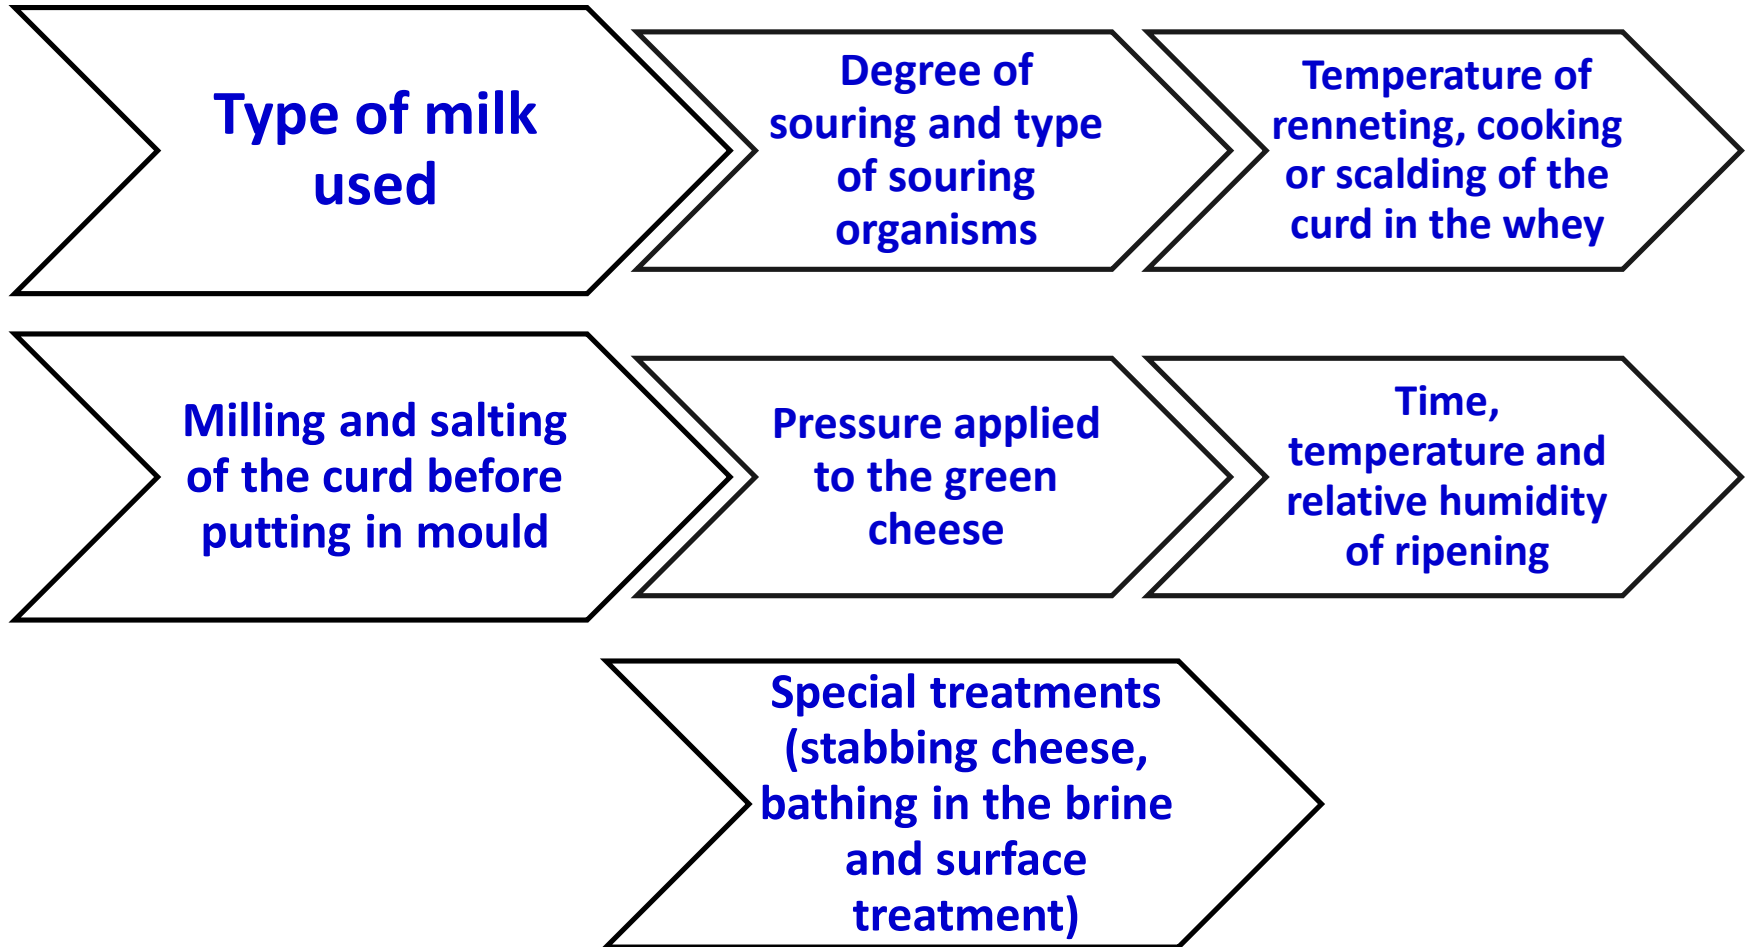 Type of milk
used
Degree of
souring and type
of souring
organisms
Temperature of
renneting, cooking
or scalding of the
curd in the whey
Milling and salting
of the curd before
putting in mould
Pressure applied
to the green
cheese
Time,
temperature and
relative humidity
of ripening
Special treatments
(stabbing cheese,
bathing in the brine
and surface
treatment)